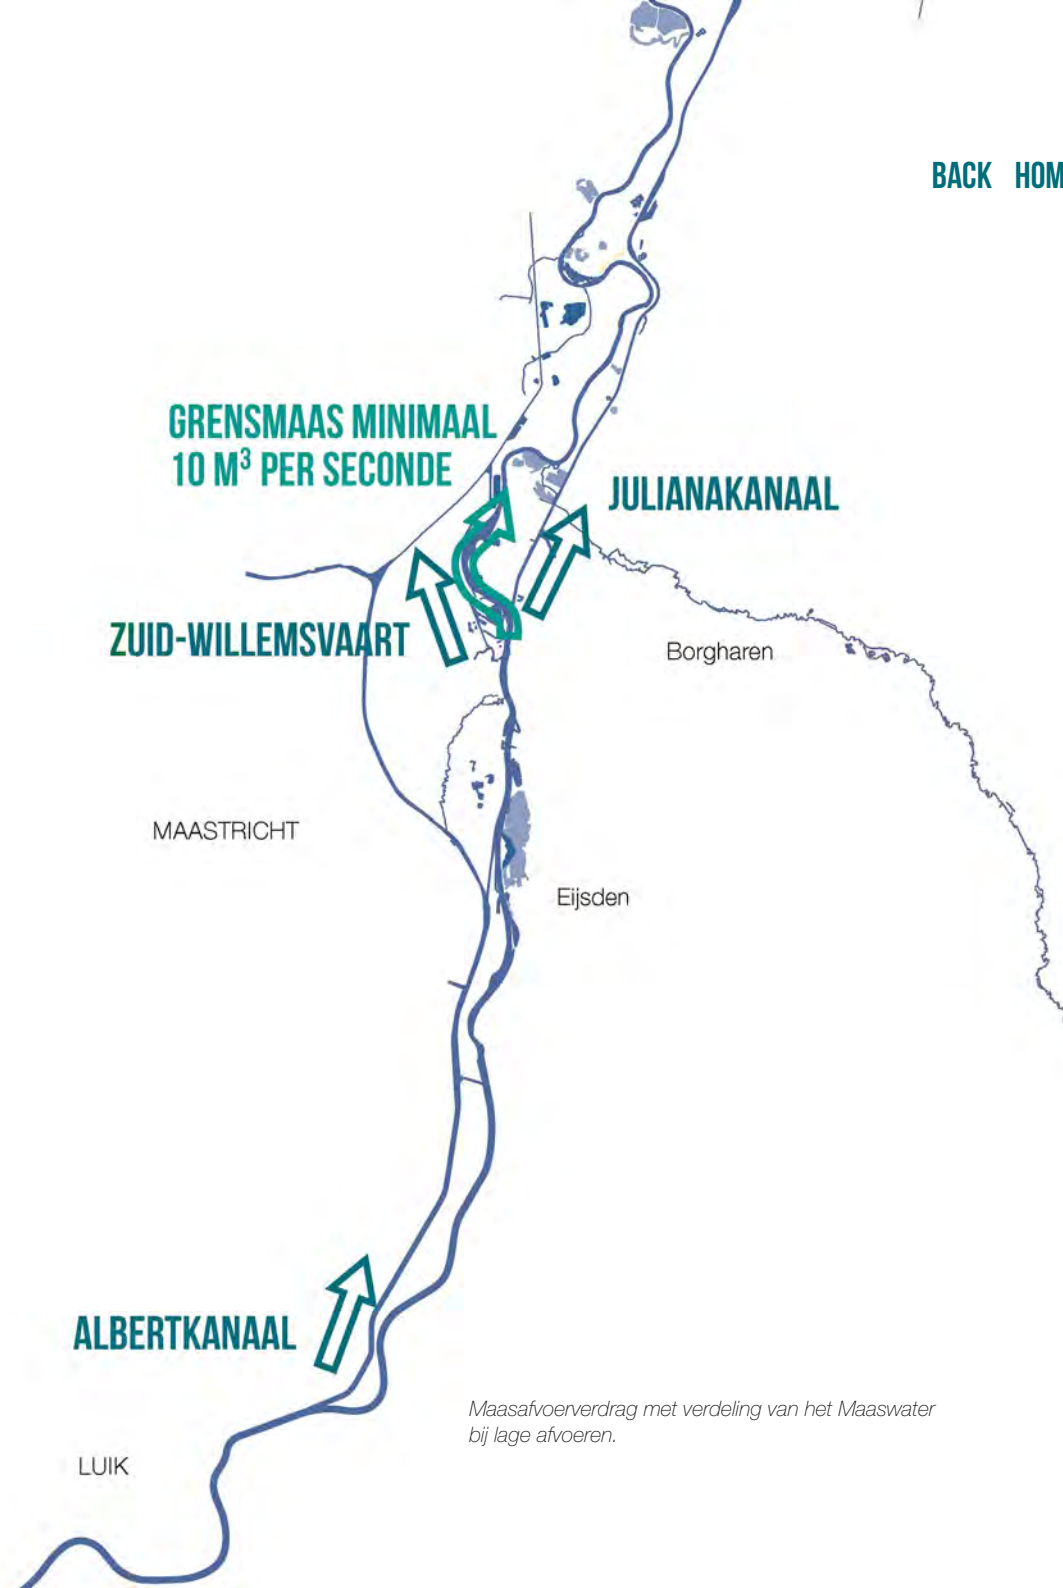 BACK HOM
GRENSMAAS MINIMAAL
10 M³ PER SECONDE
JULIANAKANAAL
ZUID-WILLEMSVAART
Borgharen
MAASTRICHT
Eijsden
ALBERTKANAAL
Maasafvoerverdrag met verdeling van het Maaswater
bij lage afvoeren.
LUIK